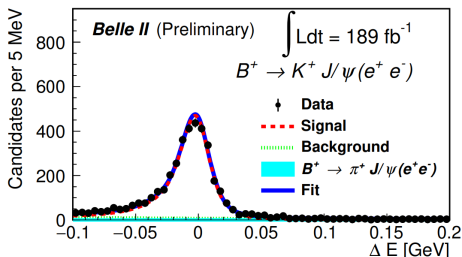 Belle II (Preliminary)
∫ Ldt = 189 fb⁻¹
B⁺ → K⁺ J/ψ(e⁺ e⁻)
Data
Signal
Background
B⁺ → π⁺ J/ψ(e⁺e⁻)
Fit
Candidates per 5 MeV
800
600
400
200
0
−0.1 −0.05 0 0.05 0.1 0.15 0.2
Δ E [GeV]